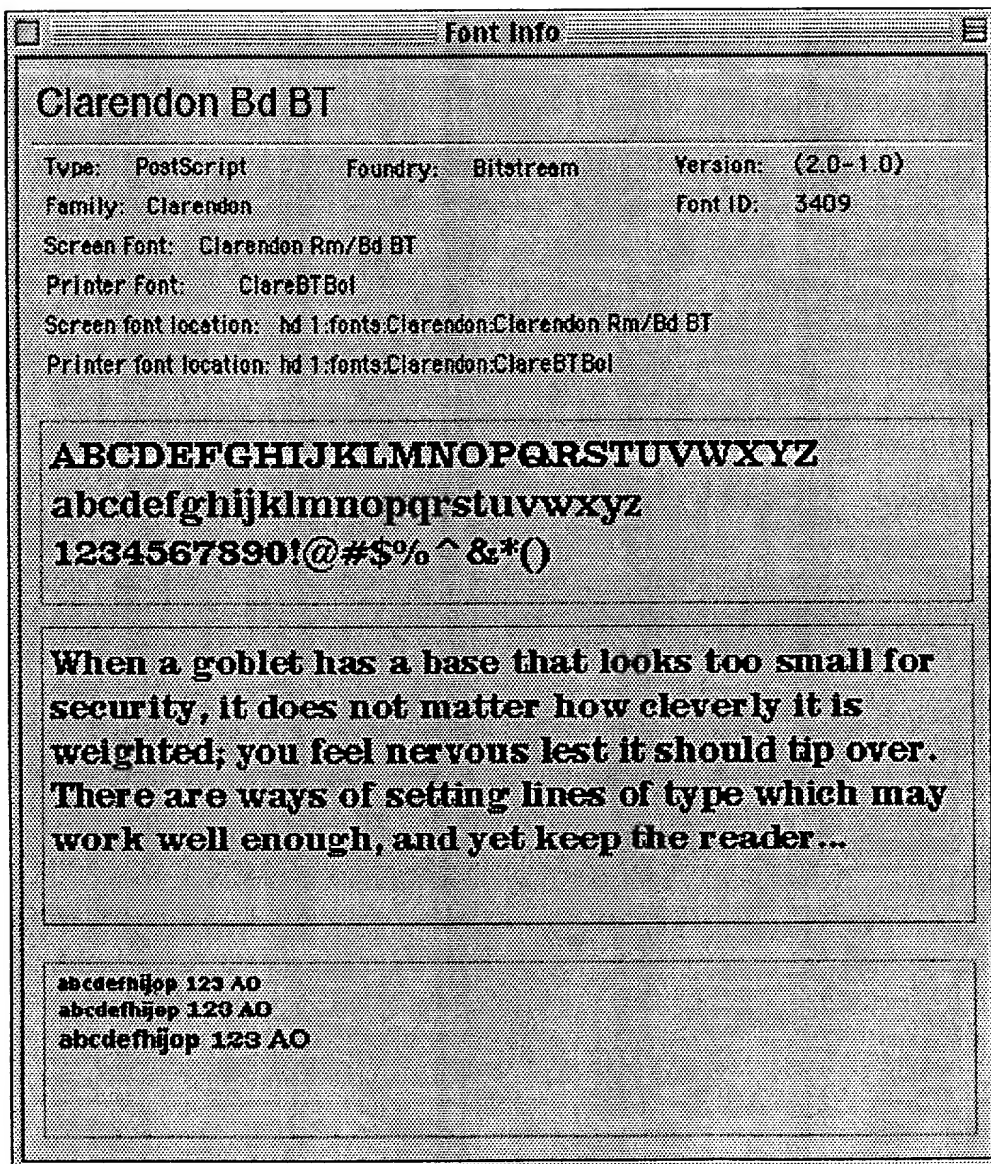 Font Info
Clarendon Bd BT
Type: PostScript Foundry: Bitstream Version: (2.0-1.0)
Family: Clarendon Font ID: 3409
Screen Font: Clarendon Rm/Bd BT
Printer Font: ClareBTBol
Screen font location: hd 1:fonts:Clarendon:Clarendon Rm/Bd BT
Printer font location: hd 1:fonts:Clarendon:ClareBTBol
ABCDEFGHIJKLMNOPQRSTUVWXYZ
abcdefghijklmnopqrstuvwxyz
1234567890!@#$%^&*()
When a goblet has a base that looks too small for
security, it does not matter how cleverly it is
weighted; you feel nervous lest it should tip over.
There are ways of setting lines of type which may
work well enough, and yet keep the reader...
abcdefhijop 123 AO
abcdefhijop 123 AO
abcdefhijop 123 AO